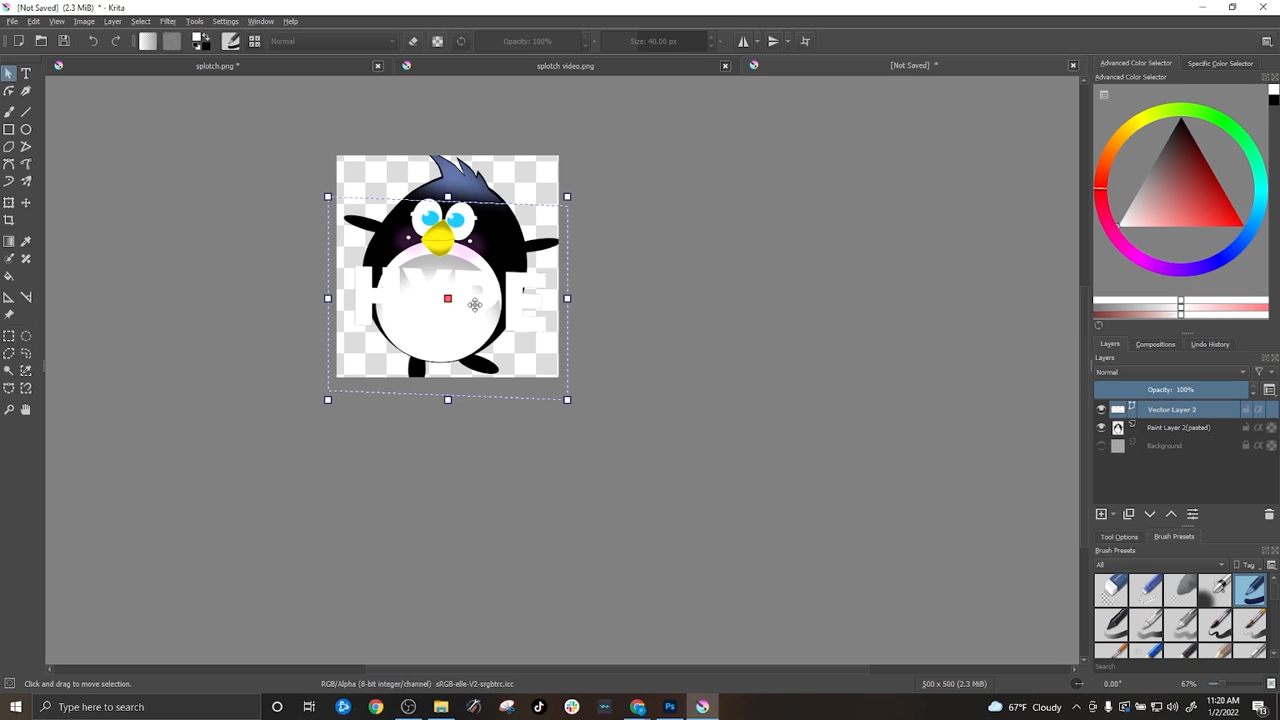 [Not Saved] (2.3 MiB) * - Krita
File Edit View Image Layer Select Filter Tools Settings Window Help
Normal Opacity: 100% Size: 40.00 px
splotch.png * splotch video.png [Not Saved] *
Advanced Color Selector Specific Color Selector
Advanced Color Selector
HYPE
Layers Compositions Undo History
Layers
Normal
Opacity: 100%
Vector Layer 2
Paint Layer 2(pasted)
Background
Tool Options Brush Presets
Brush Presets
All Tag
Search
Click and drag to move selection. RGB/Alpha (8-bit integer/channel) sRGB-elle-V2-srgbtrc.icc 500 x 500 (2.3 MiB) 0.00° 67%
Type here to search 67°F Cloudy 11:20 AM
1/2/2022